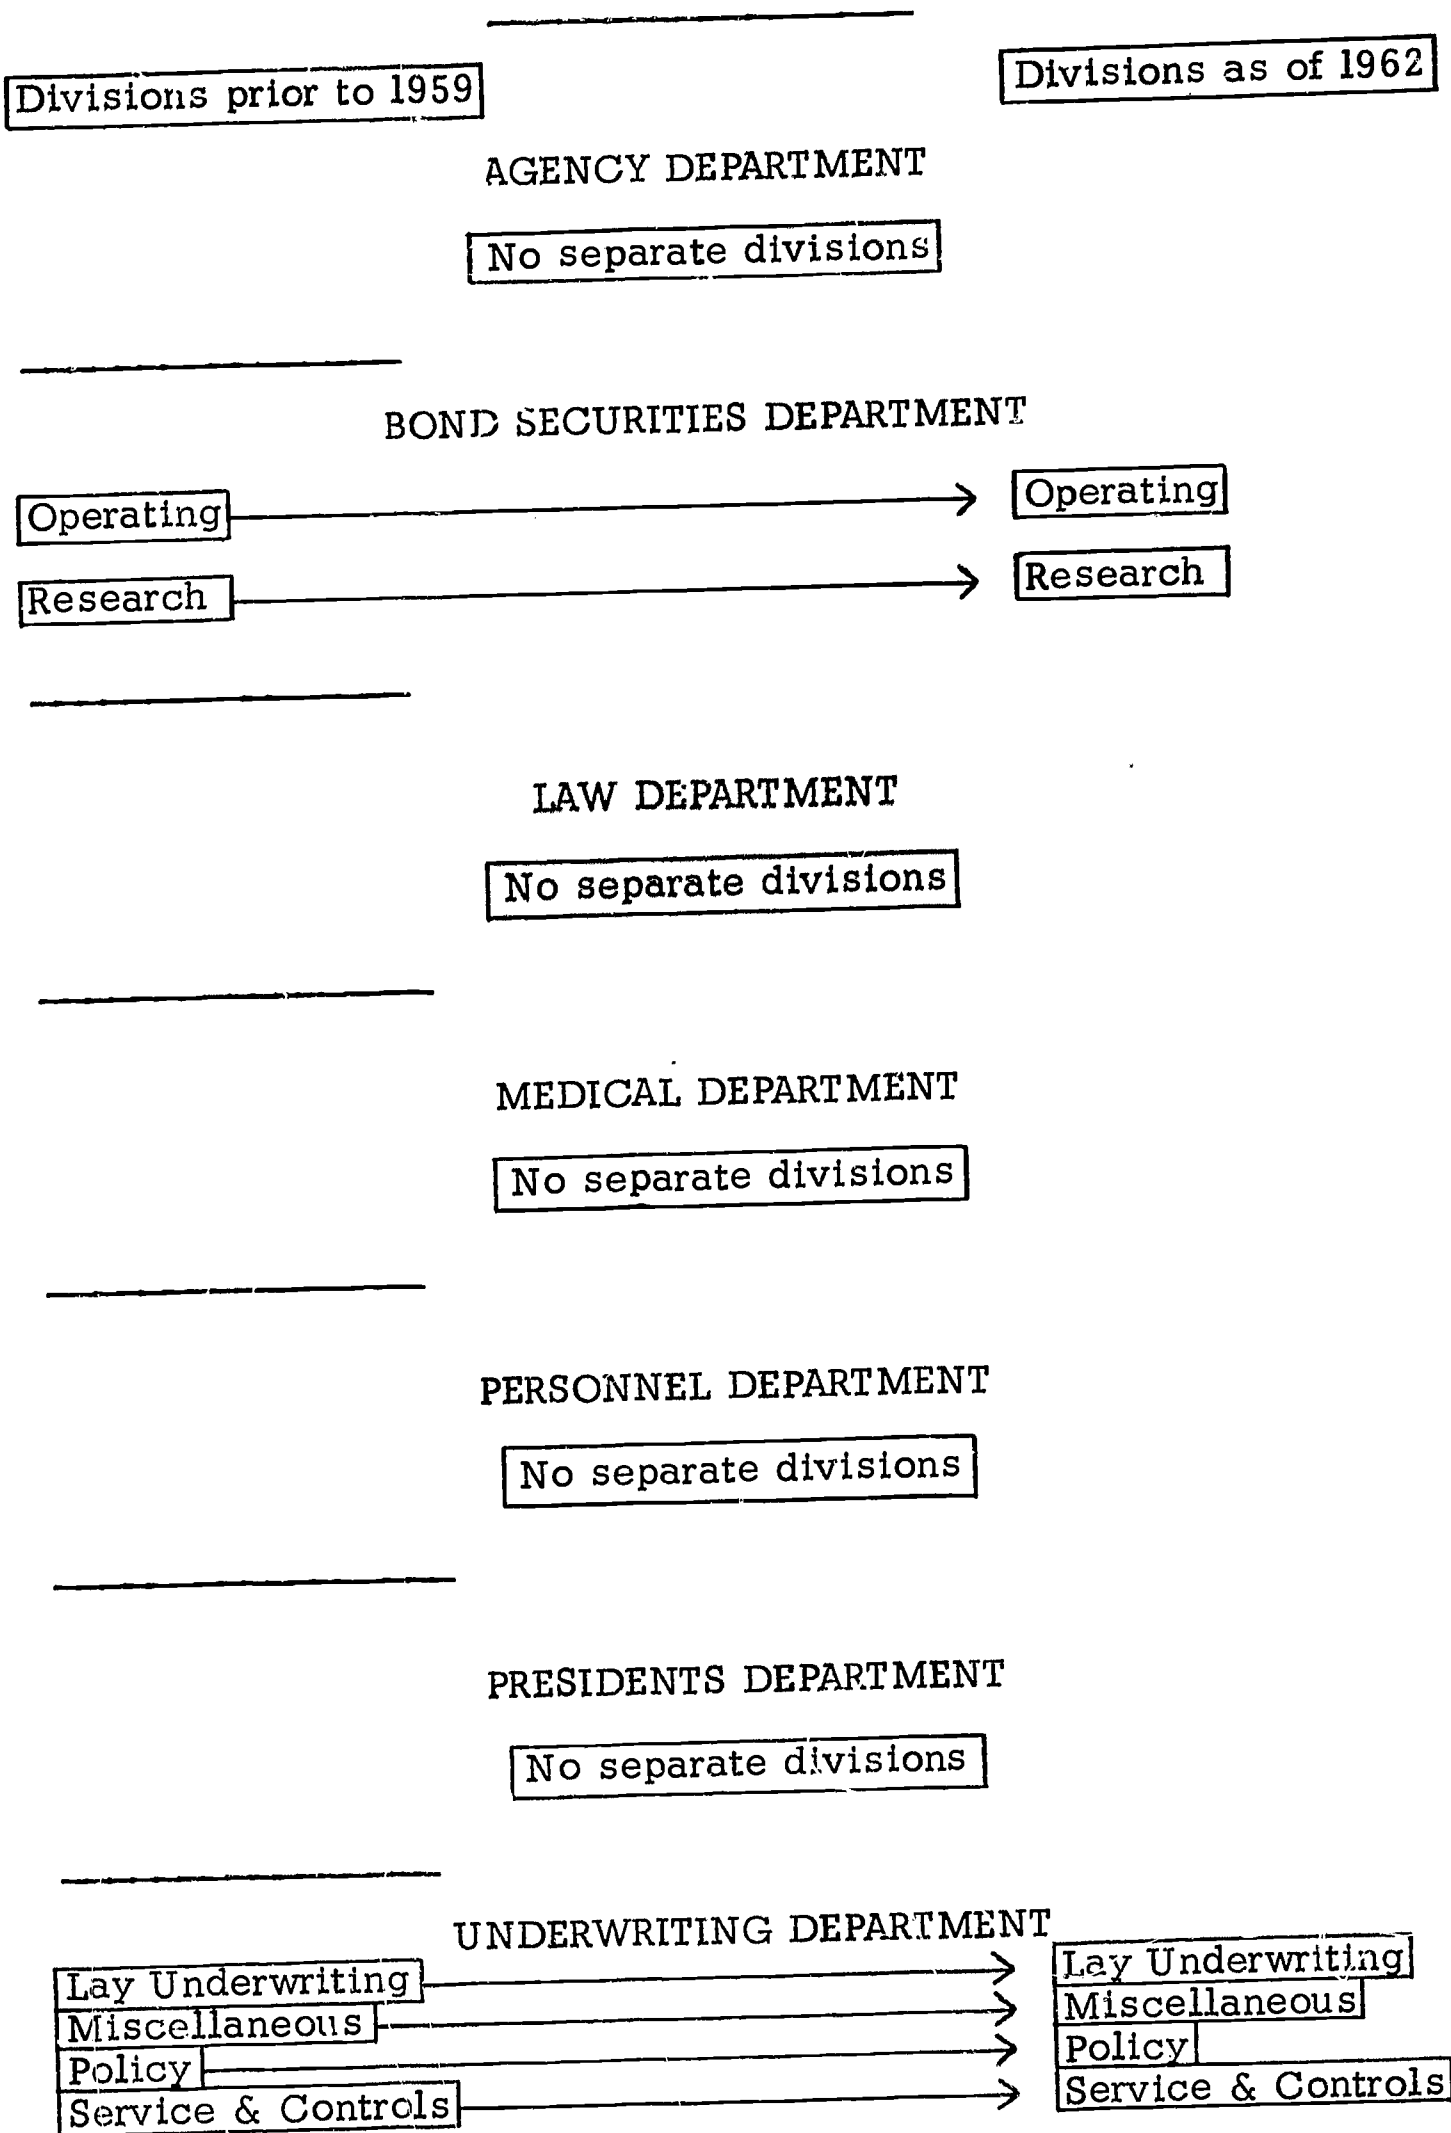 Divisions prior to 1959
Divisions as of 1962
AGENCY DEPARTMENT
No separate divisions
BOND SECURITIES DEPARTMENT
Operating
Operating
Research
Research
LAW DEPARTMENT
No separate divisions
MEDICAL DEPARTMENT
No separate divisions
PERSONNEL DEPARTMENT
No separate divisions
PRESIDENTS DEPARTMENT
No separate divisions
UNDERWRITING DEPARTMENT
Lay Underwriting
Lay Underwriting
Miscellaneous
Miscellaneous
Policy
Policy
Service & Controls
Service & Controls